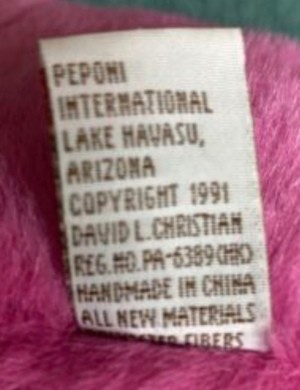 PEPONI
INTERNATIONAL
LAKE HAVASU,
ARIZONA
COPYRIGHT 1991
DAVID L.CHRISTIAN
REG.NO.PA-6389(HK)
HANDMADE IN CHINA
ALL NEW MATERIALS
FIBERS